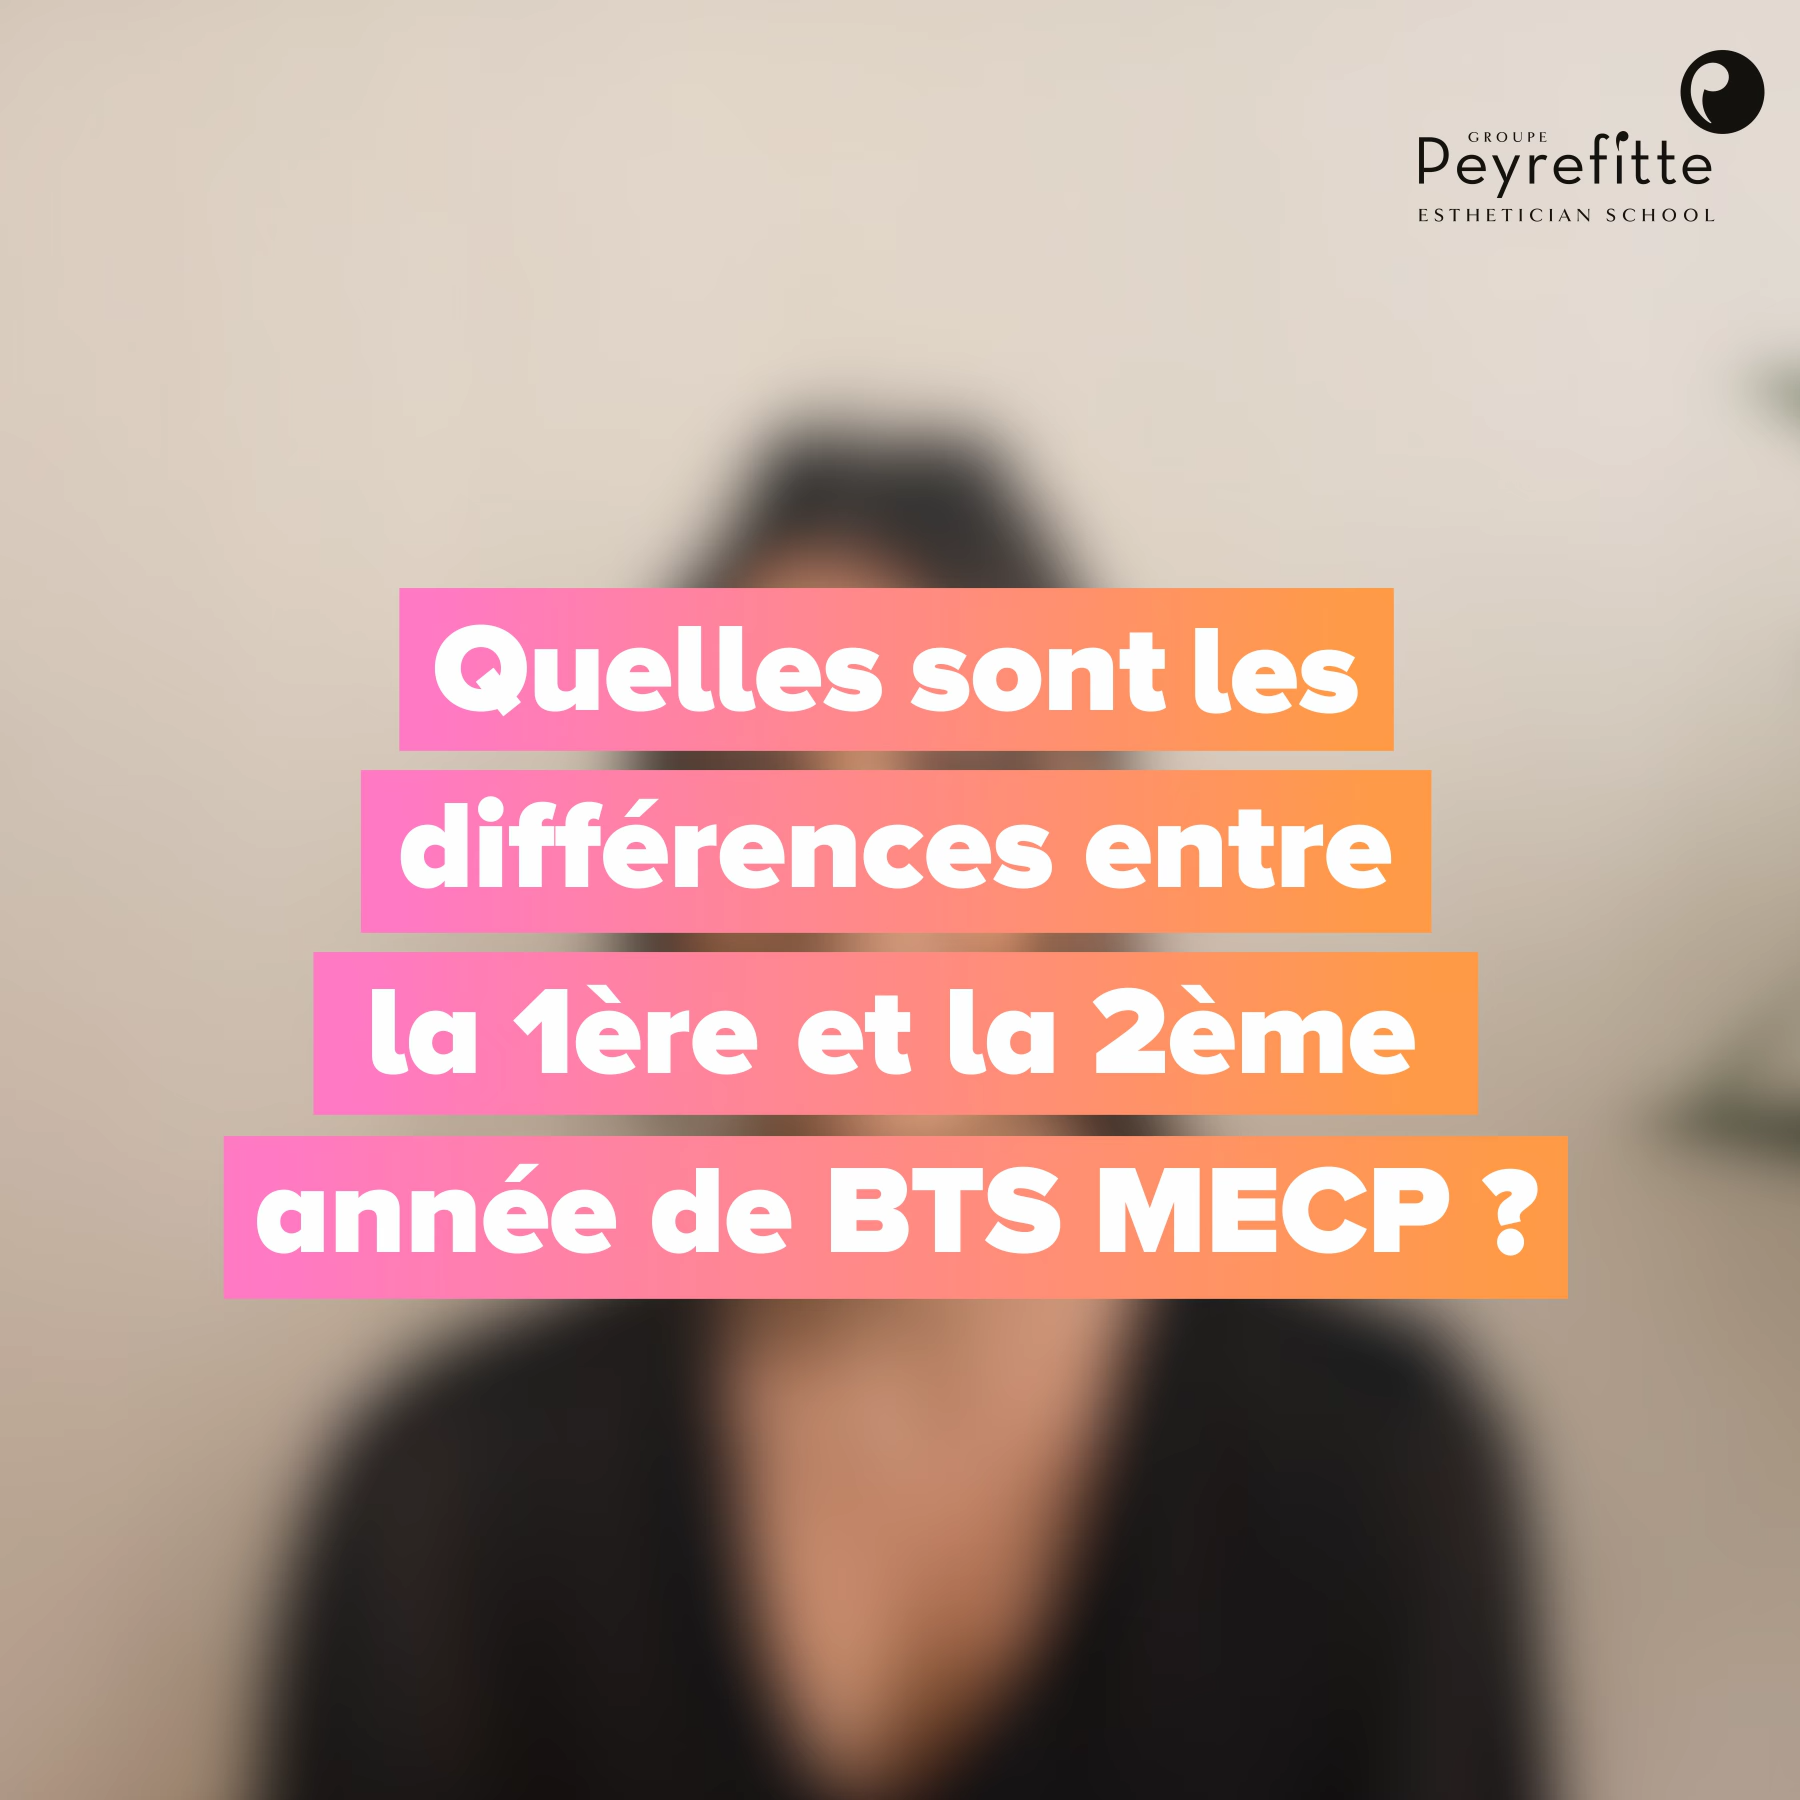 GROUPE
Peyrefitte
ESTHETICIAN SCHOOL
Quelles sont les
différences entre
la 1ère et la 2ème
année de BTS MECP ?